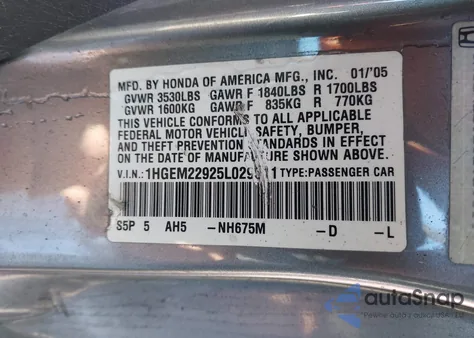 MFD. BY HONDA OF AMERICA MFG., INC. 01/'05
GVWR 3530LBS GAWR F 1840LBS R 1700LBS
GVWR 1600KG GAWR F 835KG R 770KG
THIS VEHICLE CONFORMS TO ALL APPLICABLE
FEDERAL MOTOR VEHICLE SAFETY, BUMPER,
AND THEFT PREVENTION STANDARDS IN EFFECT
ON THE DATE OF MANUFACTURE SHOWN ABOVE.
V.I.N.: TYPE:PASSENGER CAR
S5P 5 AH5 -NH675M -D -L
autoSnap